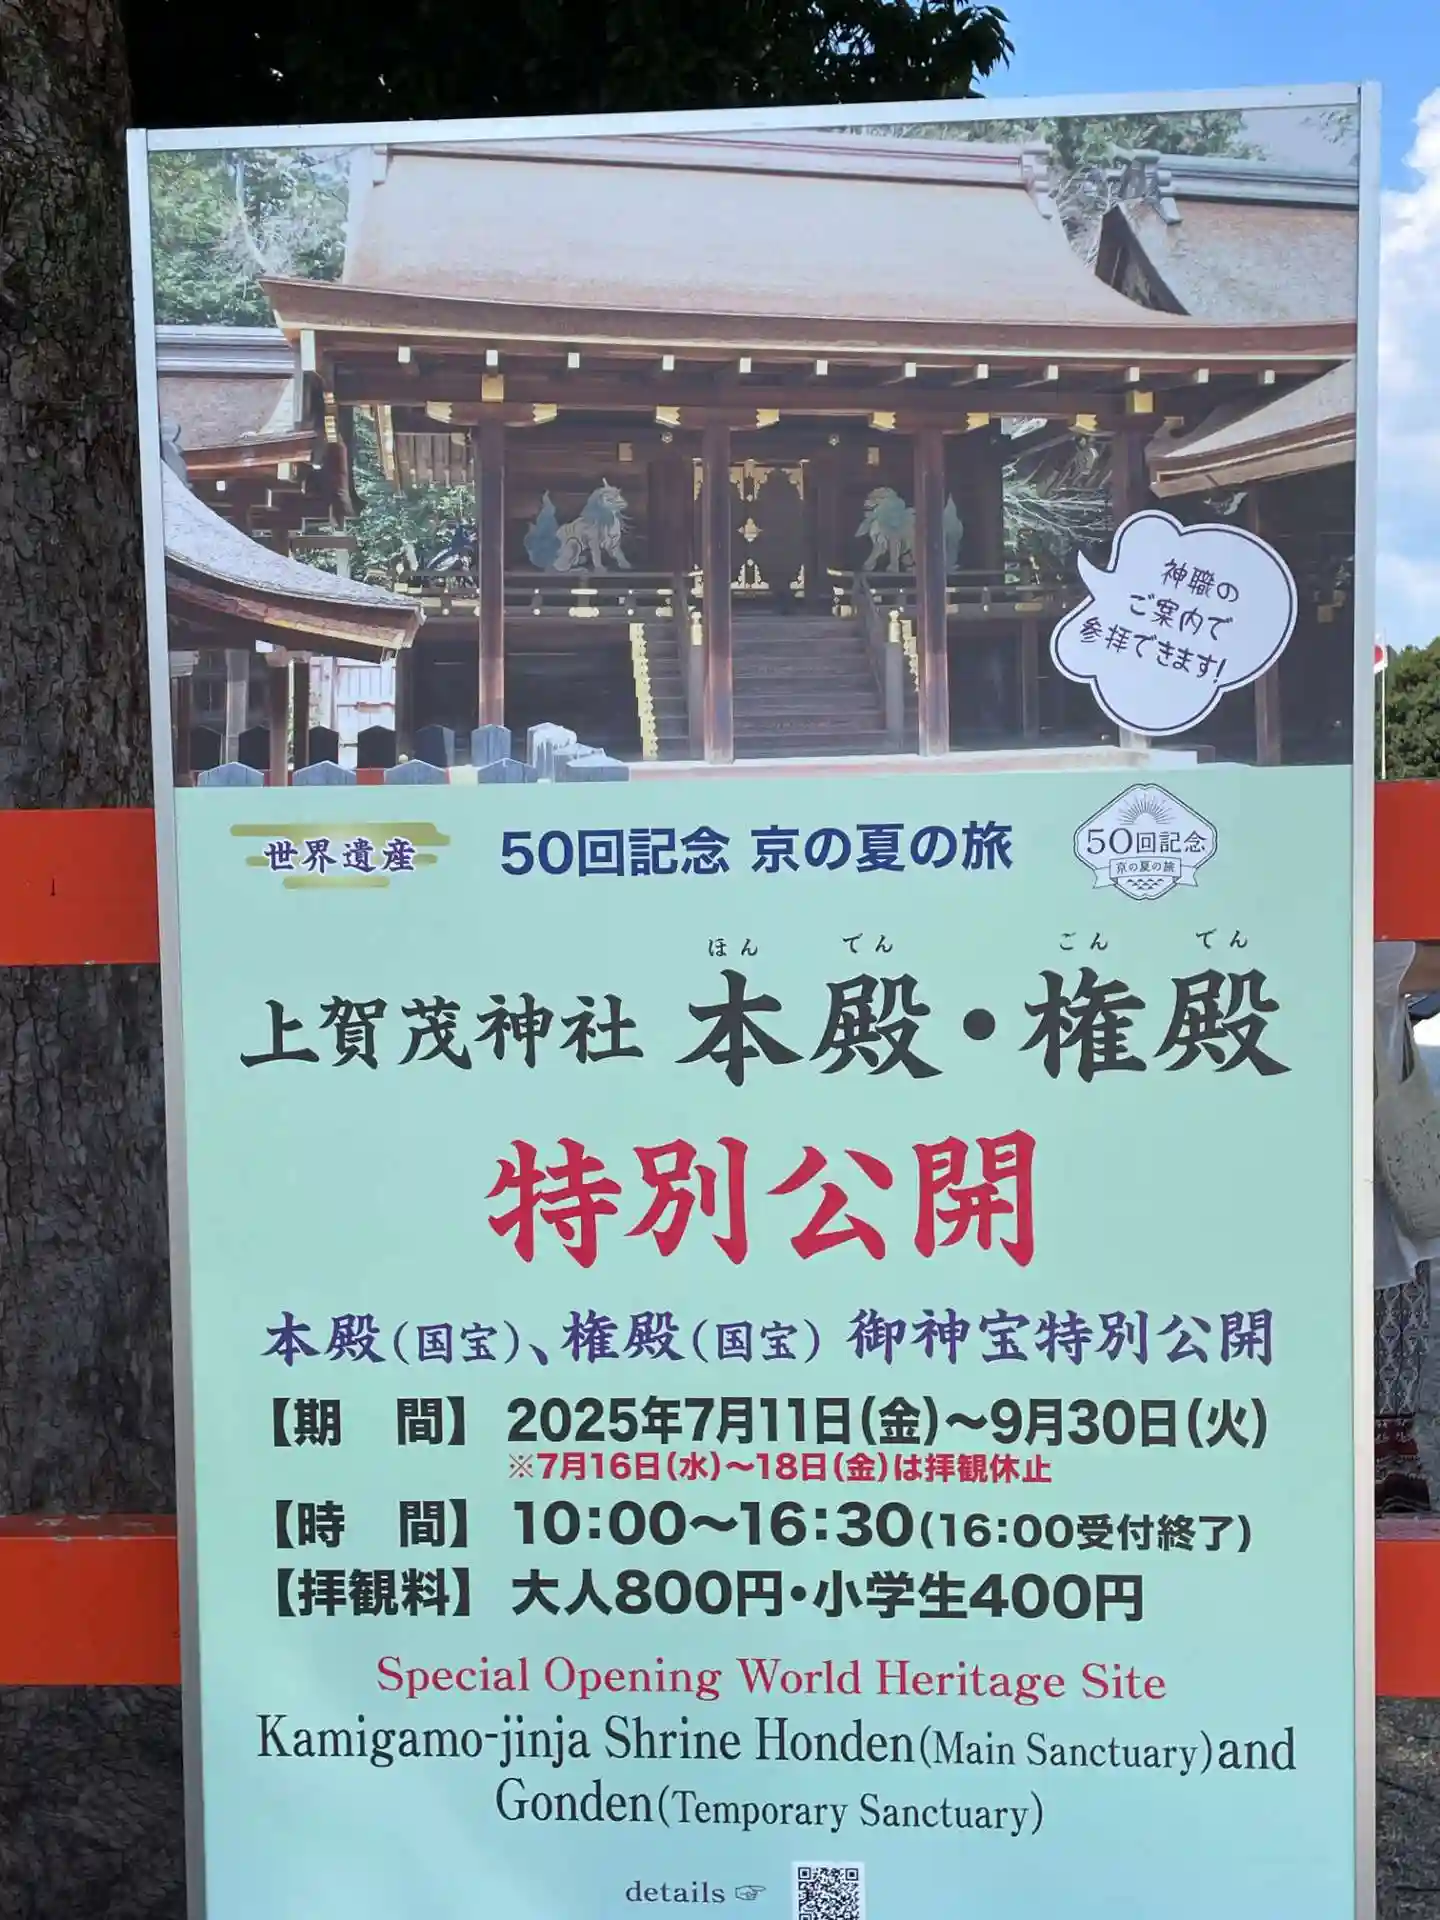 神職の
ご案内で
参拝できます!
世界遺産
50回記念 京の夏の旅
50回記念
京の夏の旅
ほん でん ごん でん
上賀茂神社 本殿・権殿
特別公開
本殿(国宝)、権殿(国宝) 御神宝特別公開
【期 間】 2025年7月11日(金)～9月30日(火)
※7月16日(水)～18日(金)は拝観休止
【時 間】 10:00～16:30(16:00受付終了)
【拝観料】 大人800円・小学生400円
Special Opening World Heritage Site
Kamigamo-jinja Shrine Honden(Main Sanctuary)and
Gonden(Temporary Sanctuary)
details ☞